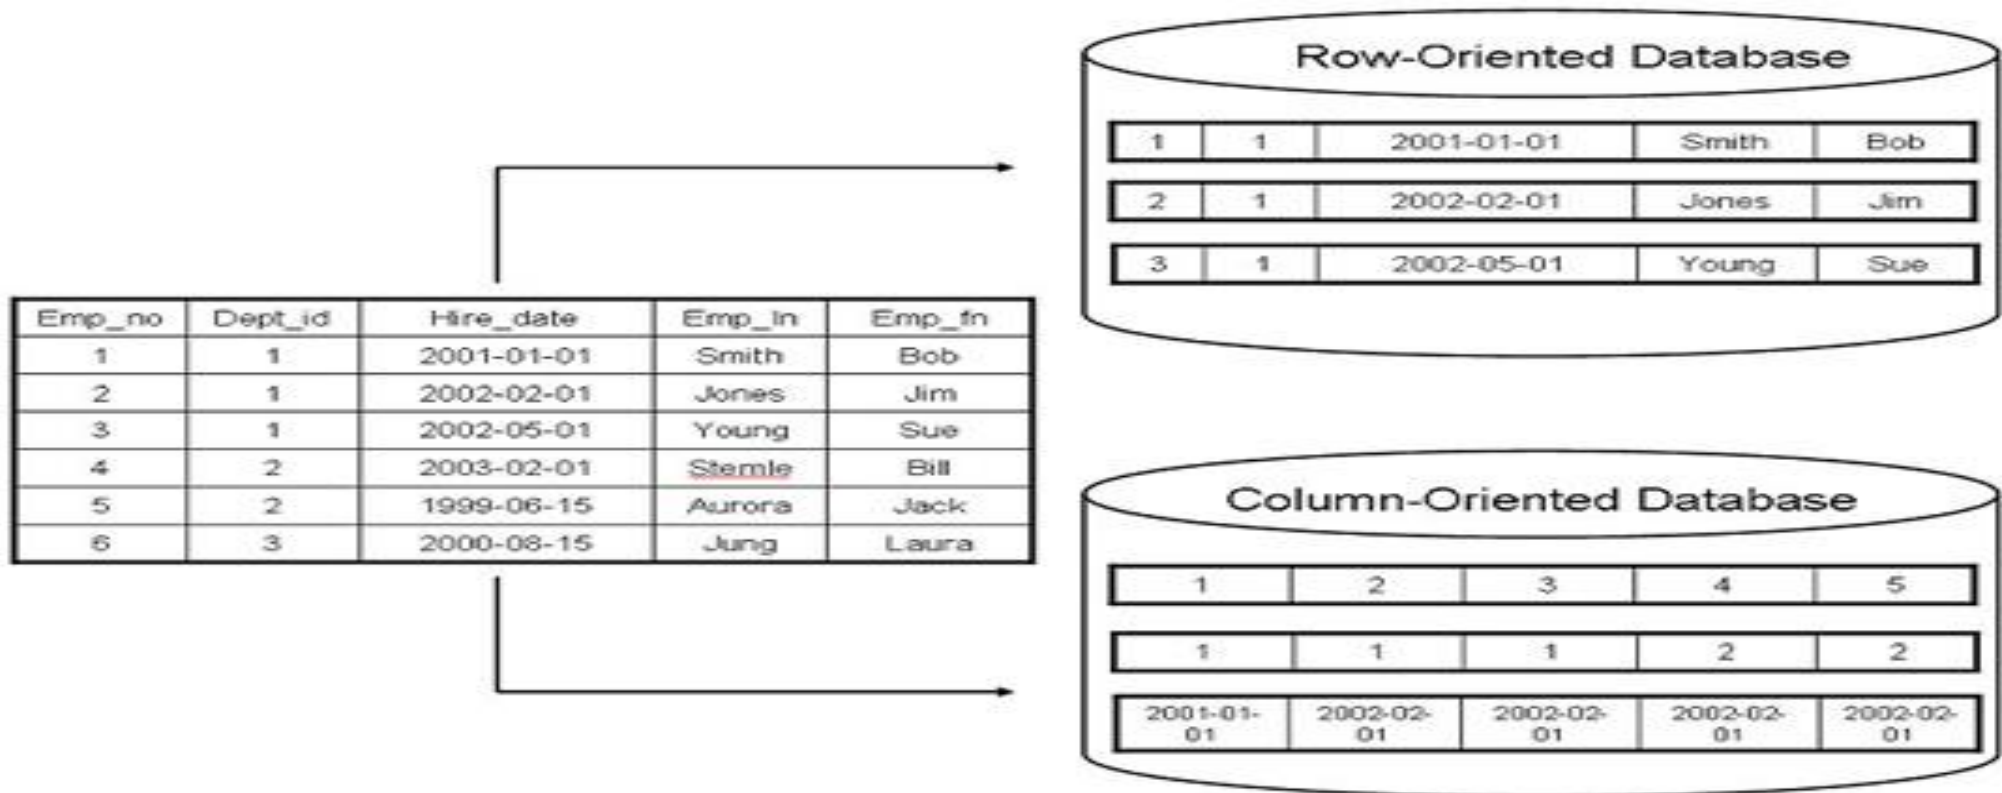 Row-Oriented Database
1 1 2001-01-01 Smith Bob
2 1 2002-02-01 Jones Jim
3 1 2002-05-01 Young Sue
Emp_no Dept_id Hire_date Emp_ln Emp_fn
1 1 2001-01-01 Smith Bob
2 1 2002-02-01 Jones Jim
3 1 2002-05-01 Young Sue
4 2 2003-02-01 Stemle Bill
5 2 1999-06-15 Aurora Jack
6 3 2000-08-15 Jung Laura
Column-Oriented Database
1 2 3 4 5
1 1 1 2 2
2001-01- 2002-02- 2002-02- 2002-02- 2002-02-
01 01 01 01 01